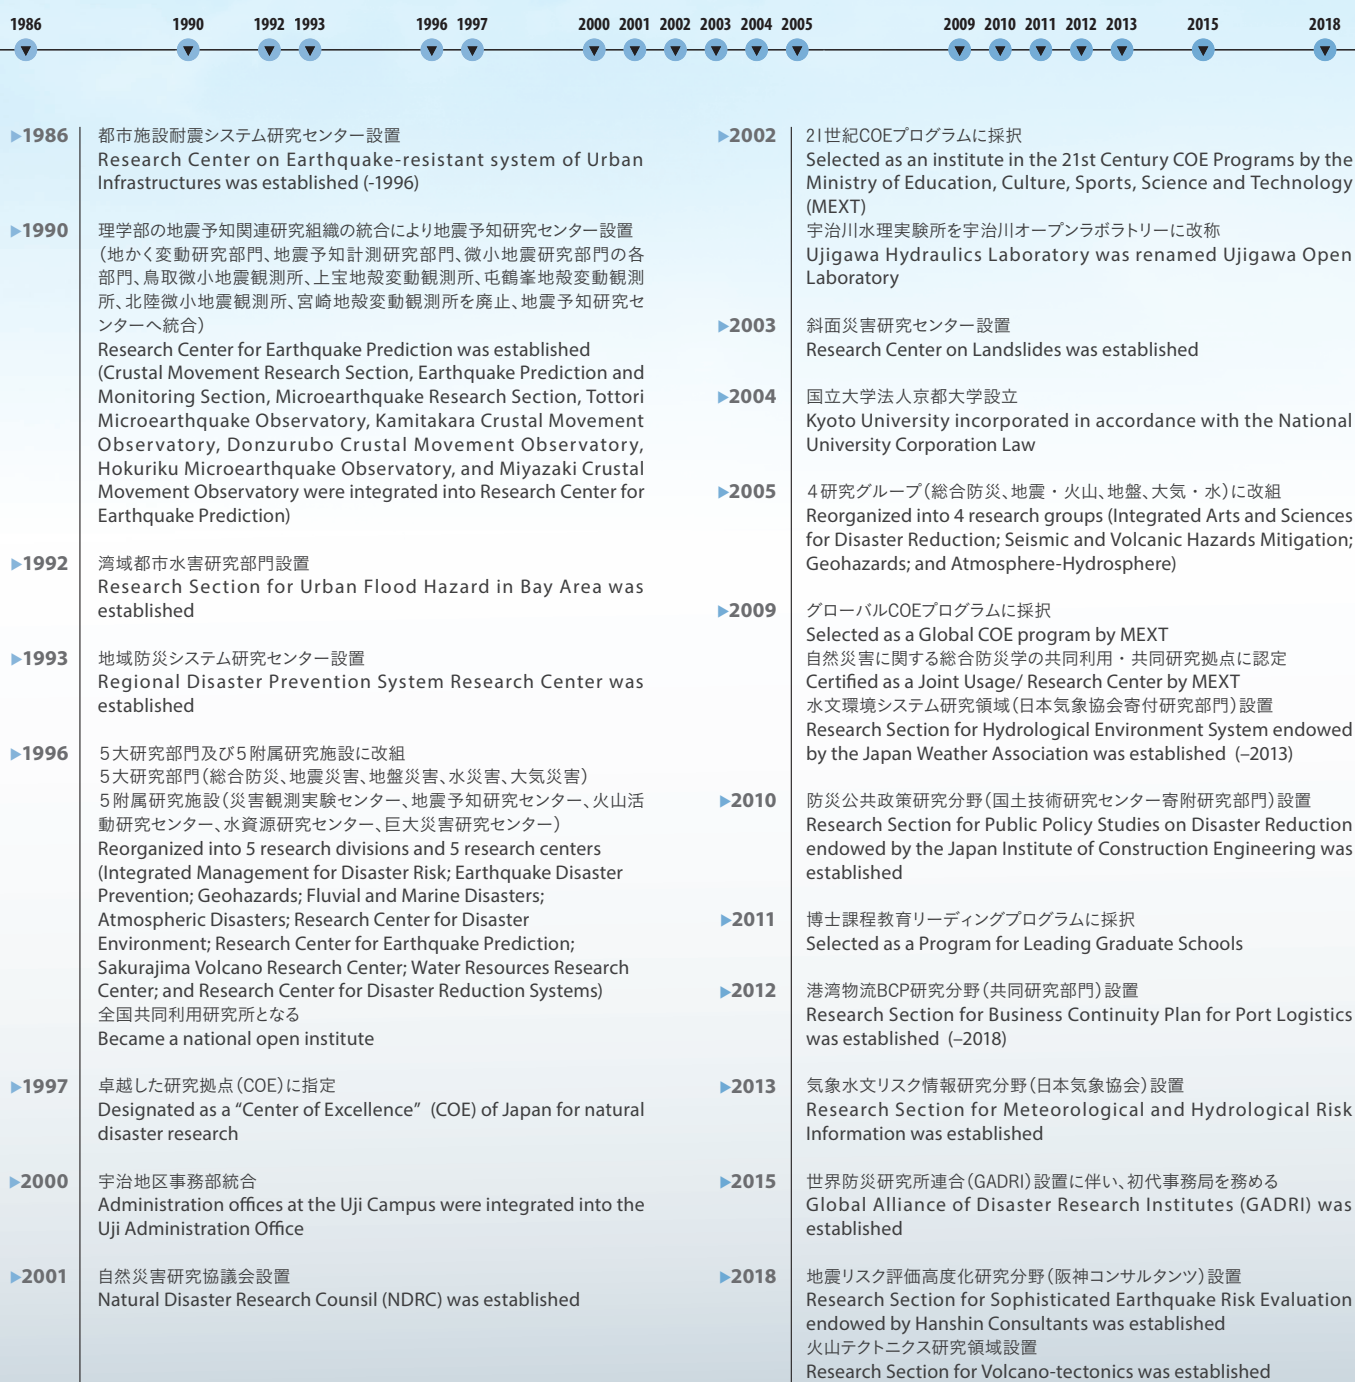 1986 1990 1992 1993 1996 1997 2000 2001 2002 2003 2004 2005 2009 2010 2011 2012 2013 2015 2018
▶1986 都市施設耐震システム研究センター設置
Research Center on Earthquake-resistant system of Urban
Infrastructures was established (-1996)
▶1990 理学部の地震予知関連研究組織の統合により地震予知研究センター設置
（地かく変動研究部門、地震予知計測研究部門、微小地震研究部門の各
部門、鳥取微小地震観測所、上宝地殻変動観測所、屯鶴峯地殻変動観測
所、北陸微小地震観測所、宮崎地殻変動観測所を廃止、地震予知研究セ
ンターへ統合）
Research Center for Earthquake Prediction was established
(Crustal Movement Research Section, Earthquake Prediction and
Monitoring Section, Microearthquake Research Section, Tottori
Microearthquake Observatory, Kamitakara Crustal Movement
Observatory, Donzurubo Crustal Movement Observatory,
Hokuriku Microearthquake Observatory, and Miyazaki Crustal
Movement Observatory were integrated into Research Center for
Earthquake Prediction)
▶1992 湾域都市水害研究部門設置
Research Section for Urban Flood Hazard in Bay Area was
established
▶1993 地域防災システム研究センター設置
Regional Disaster Prevention System Research Center was
established
▶1996 5大研究部門及び5附属研究施設に改組
5大研究部門（総合防災、地震災害、地盤災害、水災害、大気災害）
5附属研究施設（災害観測実験センター、地震予知研究センター、火山活
動研究センター、水資源研究センター、巨大災害研究センター）
Reorganized into 5 research divisions and 5 research centers
(Integrated Management for Disaster Risk; Earthquake Disaster
Prevention; Geohazards; Fluvial and Marine Disasters;
Atmospheric Disasters; Research Center for Disaster
Environment; Research Center for Earthquake Prediction;
Sakurajima Volcano Research Center; Water Resources Research
Center; and Research Center for Disaster Reduction Systems)
全国共同利用研究所となる
Became a national open institute
▶1997 卓越した研究拠点（COE）に指定
Designated as a “Center of Excellence” (COE) of Japan for natural
disaster research
▶2000 宇治地区事務部統合
Administration offices at the Uji Campus were integrated into the
Uji Administration Office
▶2001 自然災害研究協議会設置
Natural Disaster Research Counsil (NDRC) was established
▶2002 21世紀COEプログラムに採択
Selected as an institute in the 21st Century COE Programs by the
Ministry of Education, Culture, Sports, Science and Technology
(MEXT)
宇治川水理実験所を宇治川オープンラボラトリーに改称
Ujigawa Hydraulics Laboratory was renamed Ujigawa Open
Laboratory
▶2003 斜面災害研究センター設置
Research Center on Landslides was established
▶2004 国立大学法人京都大学設立
Kyoto University incorporated in accordance with the National
University Corporation Law
▶2005 4研究グループ（総合防災、地震・火山、地盤、大気・水）に改組
Reorganized into 4 research groups (Integrated Arts and Sciences
for Disaster Reduction; Seismic and Volcanic Hazards Mitigation;
Geohazards; and Atmosphere-Hydrosphere)
▶2009 グローバルCOEプログラムに採択
Selected as a Global COE program by MEXT
自然災害に関する総合防災学の共同利用・共同研究拠点に認定
Certified as a Joint Usage/ Research Center by MEXT
水文環境システム研究領域（日本気象協会寄付研究部門）設置
Research Section for Hydrological Environment System endowed
by the Japan Weather Association was established (–2013)
▶2010 防災公共政策研究分野（国土技術研究センター寄附研究部門）設置
Research Section for Public Policy Studies on Disaster Reduction
endowed by the Japan Institute of Construction Engineering was
established
▶2011 博士課程教育リーディングプログラムに採択
Selected as a Program for Leading Graduate Schools
▶2012 港湾物流BCP研究分野（共同研究部門）設置
Research Section for Business Continuity Plan for Port Logistics
was established (–2018)
▶2013 気象水文リスク情報研究分野（日本気象協会）設置
Research Section for Meteorological and Hydrological Risk
Information was established
▶2015 世界防災研究所連合（GADRI）設置に伴い、初代事務局を務める
Global Alliance of Disaster Research Institutes (GADRI) was
established
▶2018 地震リスク評価高度化研究分野（阪神コンサルタンツ）設置
Research Section for Sophisticated Earthquake Risk Evaluation
endowed by Hanshin Consultants was established
火山テクトニクス研究領域設置
Research Section for Volcano-tectonics was established